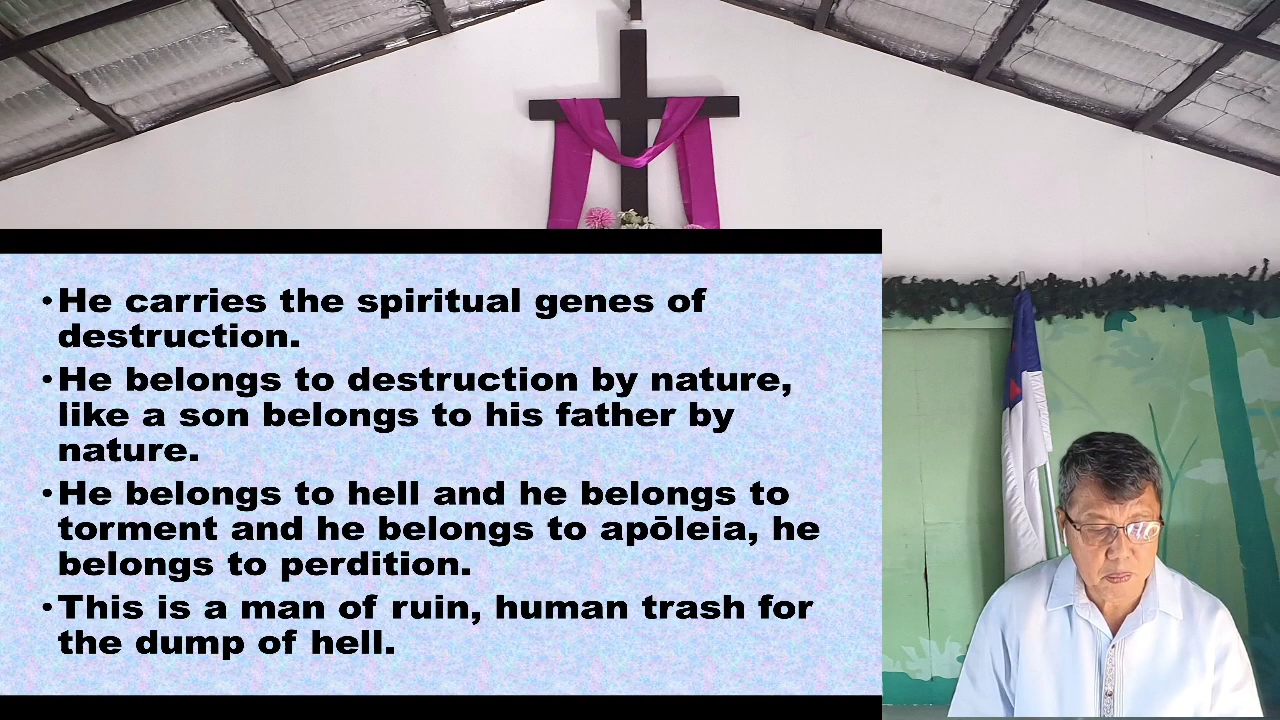 •He carries the spiritual genes of
destruction.
•He belongs to destruction by nature,
like a son belongs to his father by
nature.
•He belongs to hell and he belongs to
torment and he belongs to apōleia, he
belongs to perdition.
•This is a man of ruin, human trash for
the dump of hell.